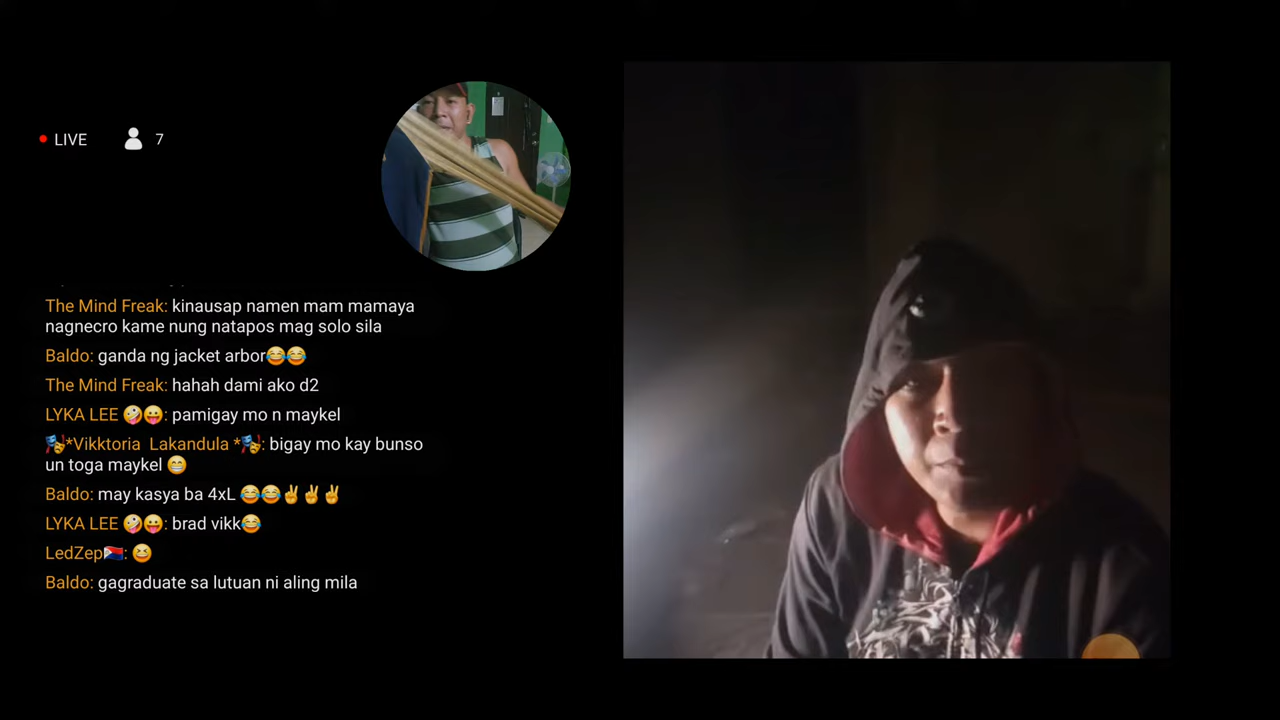 LIVE 7
The Mind Freak: kinausap namen mam mamaya
nagnecro kame nung natapos mag solo sila
Baldo: ganda ng jacket arbor😂😂
The Mind Freak: hahah dami ako d2
LYKA LEE 🤪😛: pamigay mo n maykel
🎭*Vikktoria Lakandula *🎭: bigay mo kay bunso
un toga maykel 😁
Baldo: may kasya ba 4xL 😂😂✌✌✌
LYKA LEE 🤪😛: brad vikk😂
LedZep🇵🇭: 😆
Baldo: gagraduate sa lutuan ni aling mila